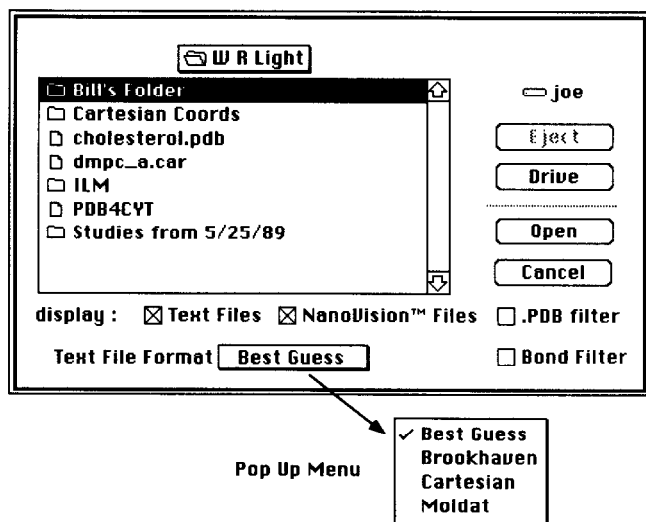 W R Light
Bill's Folder
Cartesian Coords
cholesterol.pdb
dmpc_a.car
ILM
PDB4CYT
Studies from 5/25/89
joe
Eject
Drive
Open
Cancel
display : Text Files NanoVision™ Files .PDB filter
Text File Format Best Guess Bond Filter
Pop Up Menu
✓ Best Guess
Brookhaven
Cartesian
Moldat